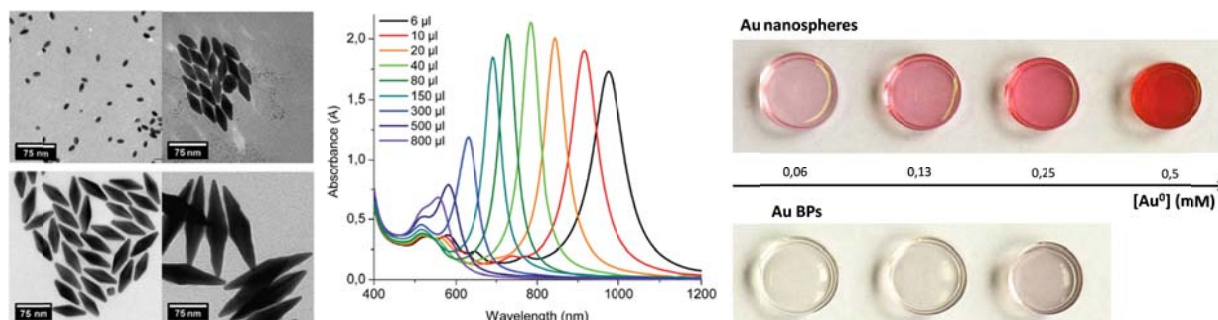 75 nm
75 nm
75 nm
75 nm
Absorbance (A)
2,0
1,5
1,0
0,5
0,0
6 µl
10 µl
20 µl
40 µl
80 µl
150 µl
300 µl
500 µl
800 µl
400
600
800
1000
1200
Wavelength (nm)
Au nanospheres
0,06
0,13
0,25
0,5
[Au⁰] (mM)
Au BPs